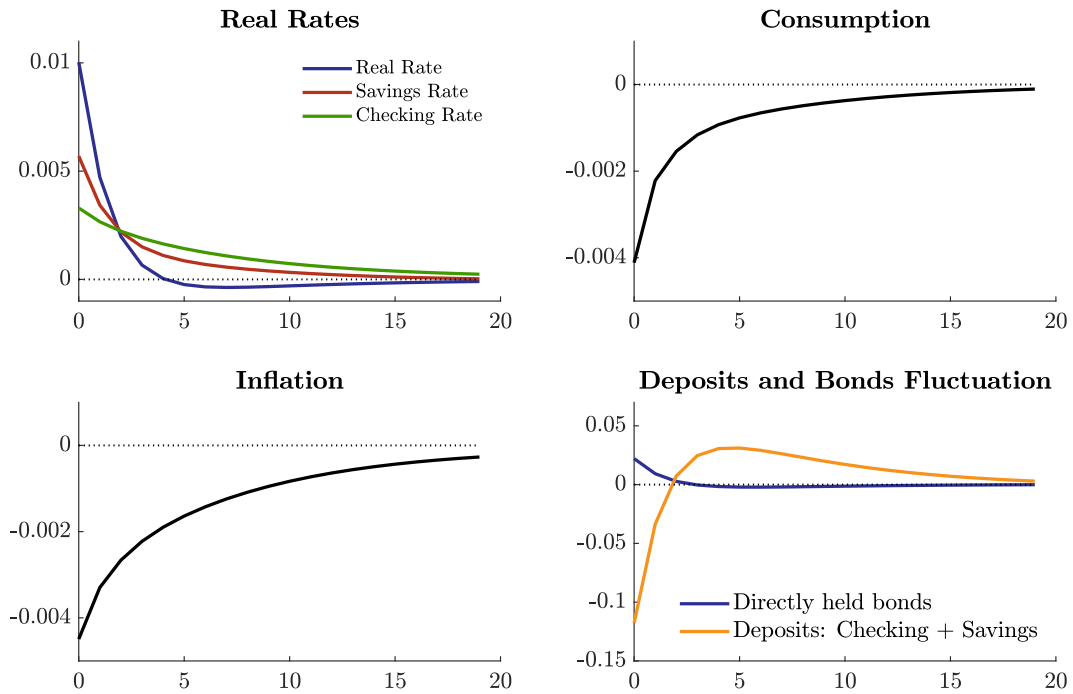 Real Rates
0.01
0.005
0
Real Rate
Savings Rate
Checking Rate
0 5 10 15 20
Consumption
0
-0.002
-0.004
0 5 10 15 20
Inflation
0
-0.002
-0.004
0 5 10 15 20
Deposits and Bonds Fluctuation
0.05
0
-0.05
-0.1
-0.15
Directly held bonds
Deposits: Checking + Savings
0 5 10 15 20